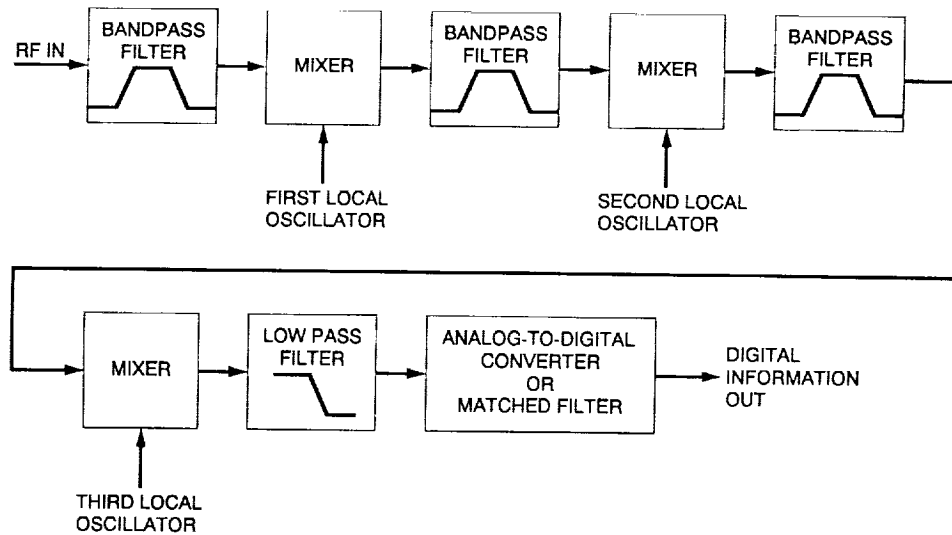 RF IN
BANDPASS
FILTER
MIXER
BANDPASS
FILTER
MIXER
BANDPASS
FILTER
FIRST LOCAL
OSCILLATOR
SECOND LOCAL
OSCILLATOR
MIXER
LOW PASS
FILTER
ANALOG-TO-DIGITAL
CONVERTER
OR
MATCHED FILTER
DIGITAL
INFORMATION
OUT
THIRD LOCAL
OSCILLATOR